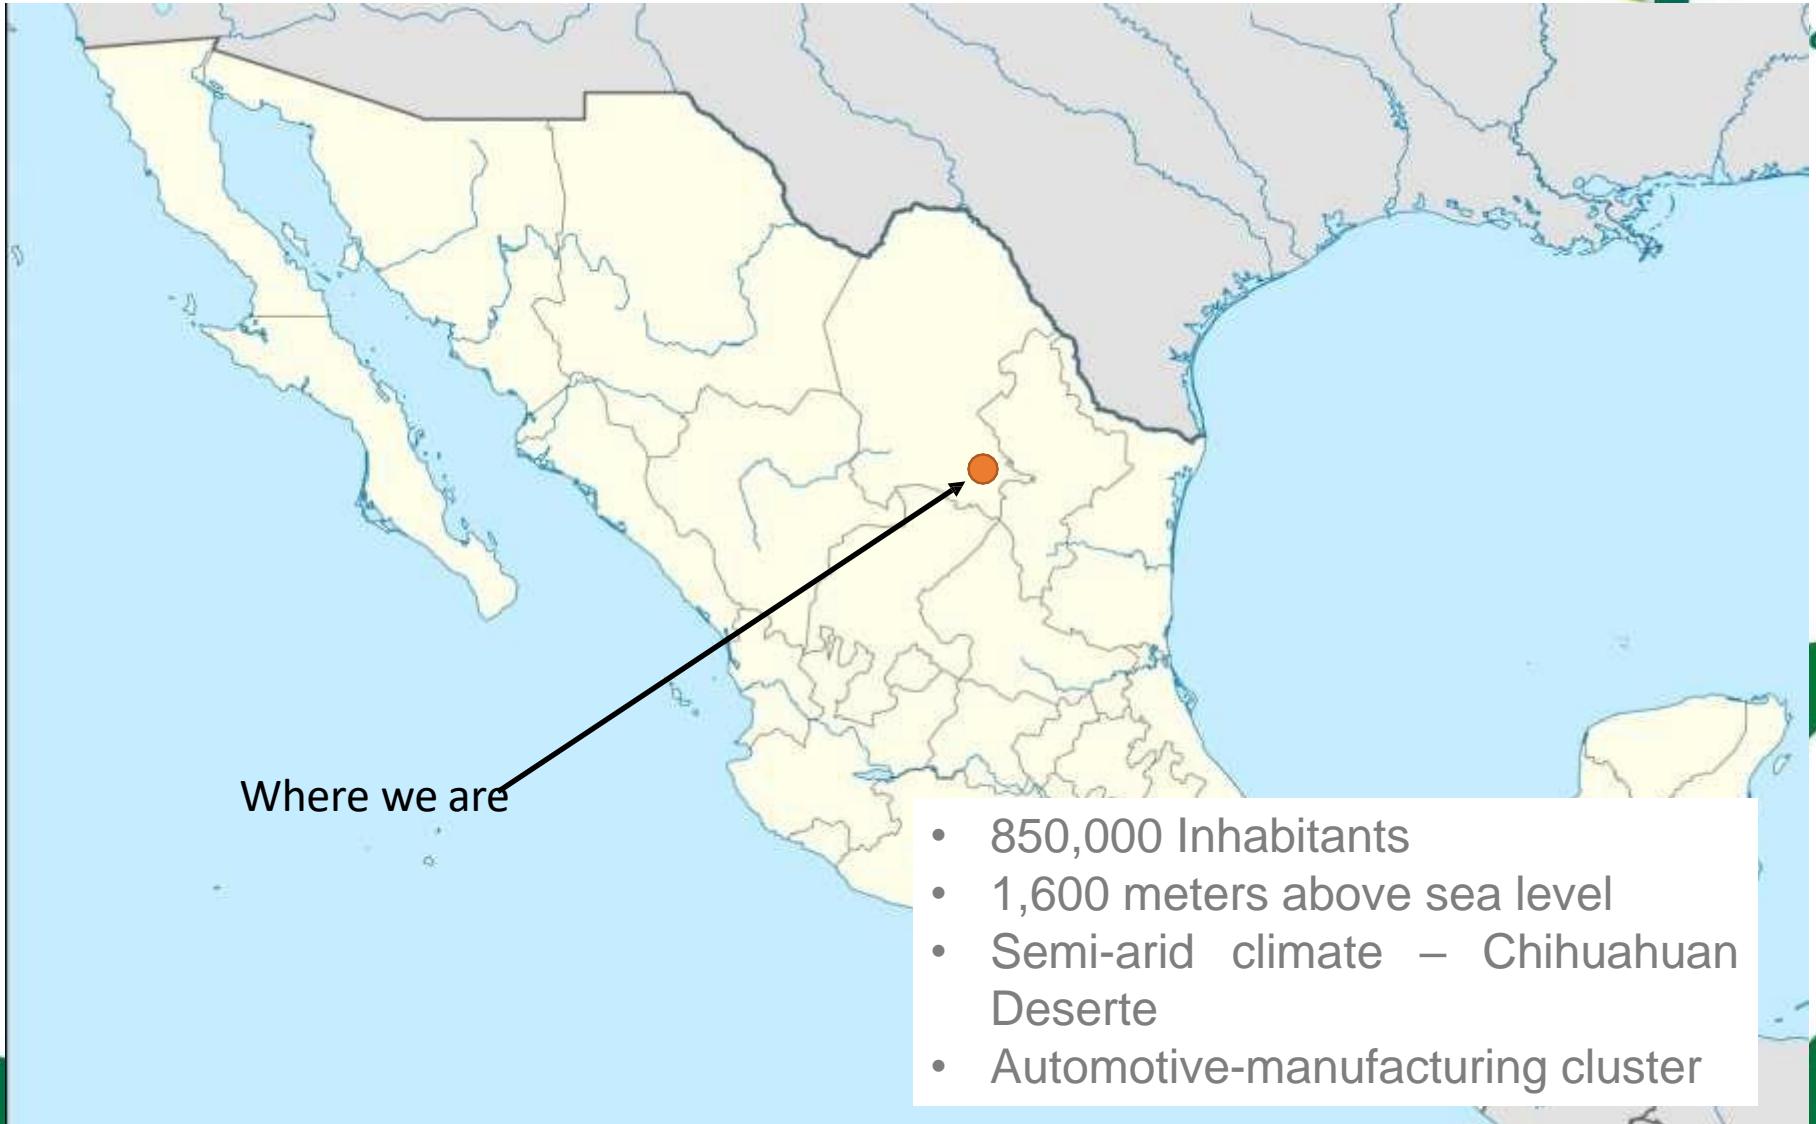 Where we are
• 850,000 Inhabitants
• 1,600 meters above sea level
• Semi-arid climate – Chihuahuan
Deserte
• Automotive-manufacturing cluster